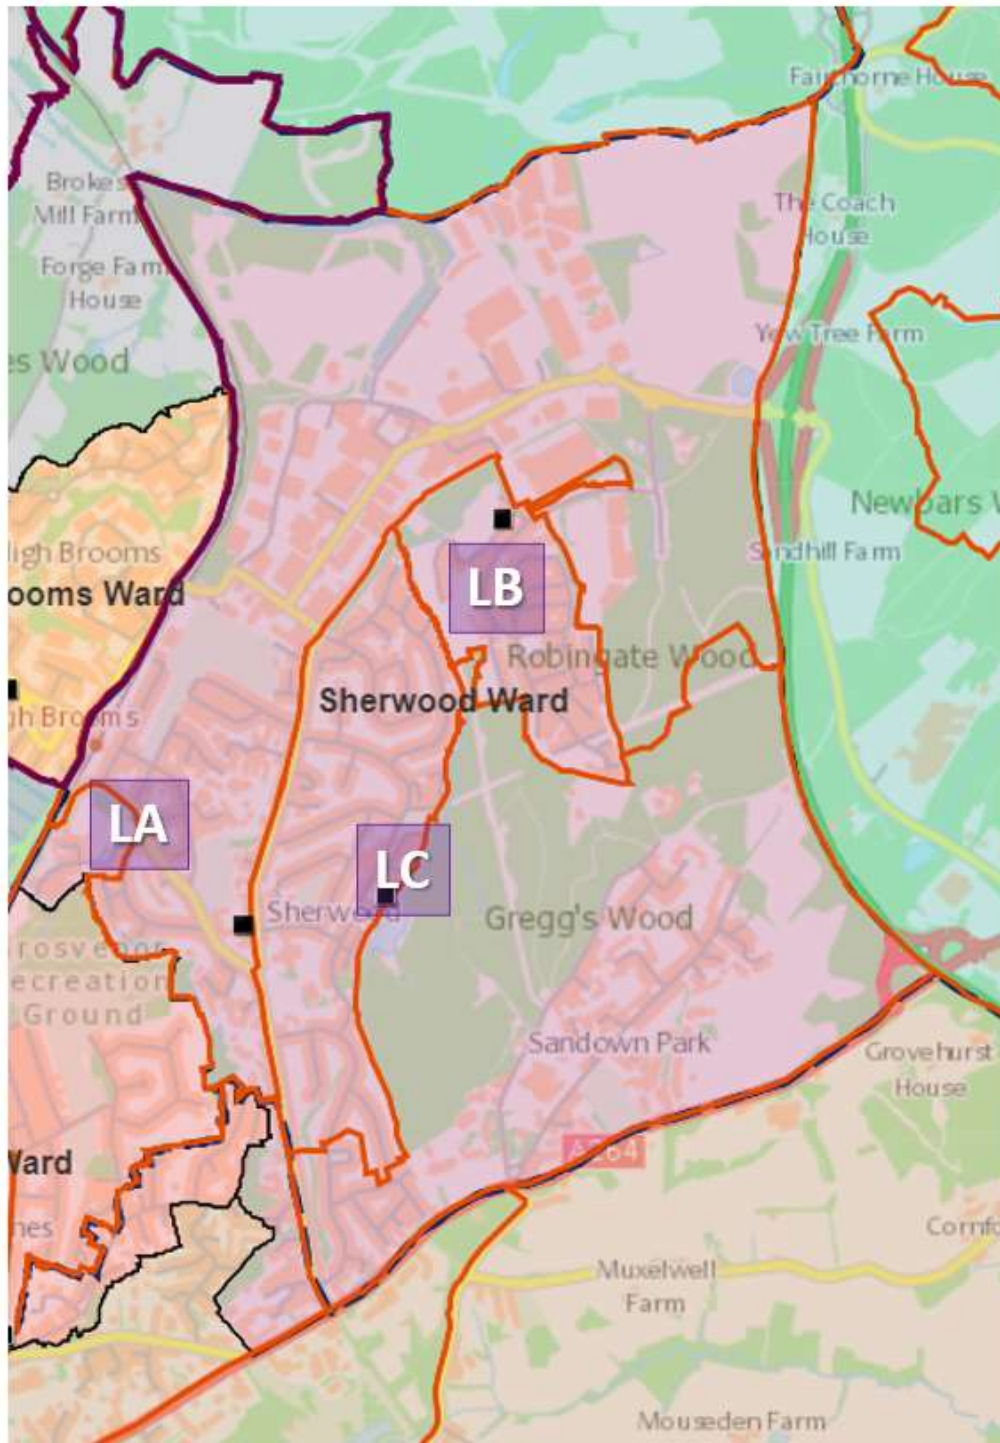 Fairthorne House
Brokes
Mill Farm
The Coach
House
Forge Farm
House
Yew Tree Farm
es Wood
Newbars W
High Brooms
Sandhill Farm
ooms Ward
LB
Robingate Wood
Sherwood Ward
gh Brooms
LA
LC
Sherwood
Gregg's Wood
rosvenor
ecreation
Ground
Sandown Park
Grovehurst
House
A264
Ward
nes
Cornfo
Muxelwell
Farm
Mouseden Farm